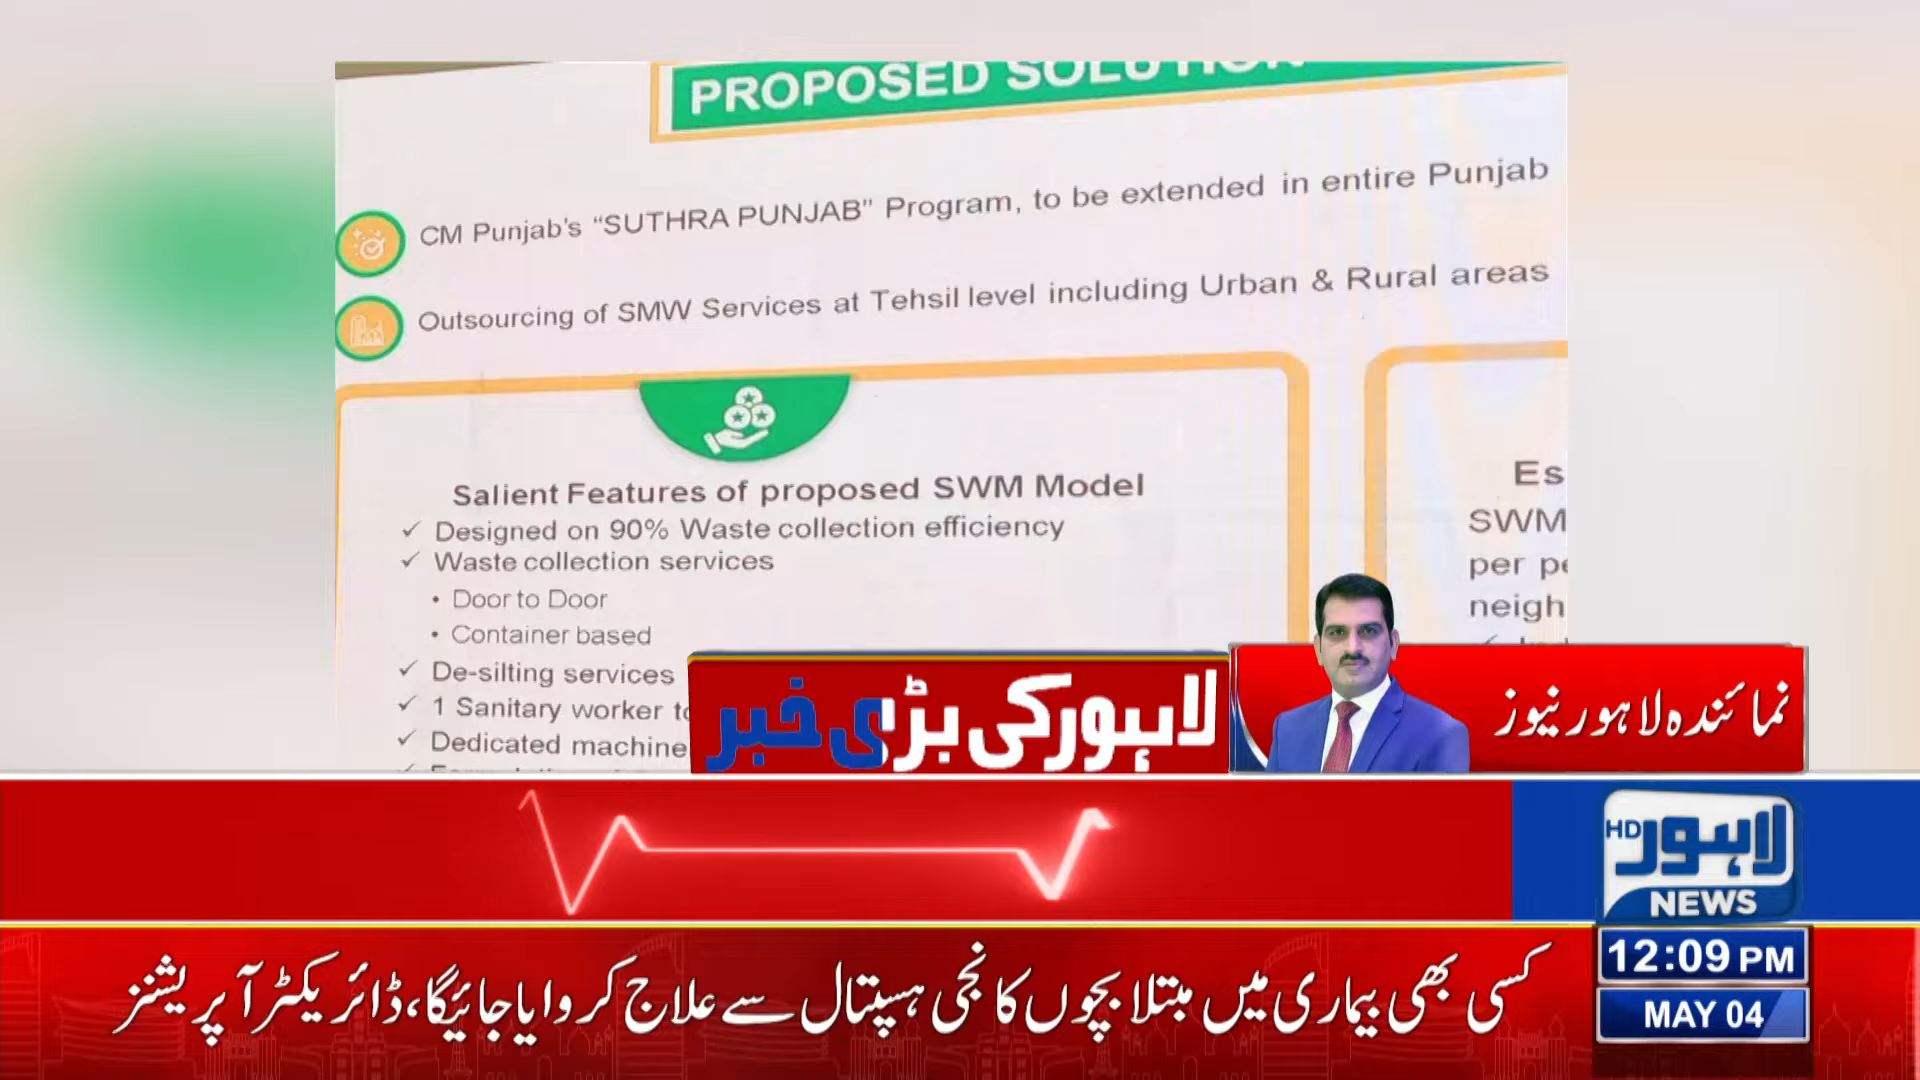 PROPOSED SOLUTION
CM Punjab's “SUTHRA PUNJAB” Program, to be extended in entire Punjab
Outsourcing of SMW Services at Tehsil level including Urban & Rural areas
Salient Features of proposed SWM Model
✓ Designed on 90% Waste collection efficiency
✓ Waste collection services
• Door to Door
• Container based
✓ De-silting services
✓ 1 Sanitary worker to
✓ Dedicated machine
Es
SWM
per pe
neigh
لاہور کی بڑی خبر
نمائندہ لاہور نیوز
لاہور
HD
NEWS
12:09 PM
MAY 04
کسی بھی بیماری میں مبتلا بچوں کا نجی ہسپتال سے علاج کروایا جائیگا، ڈائریکٹر آپریشنز